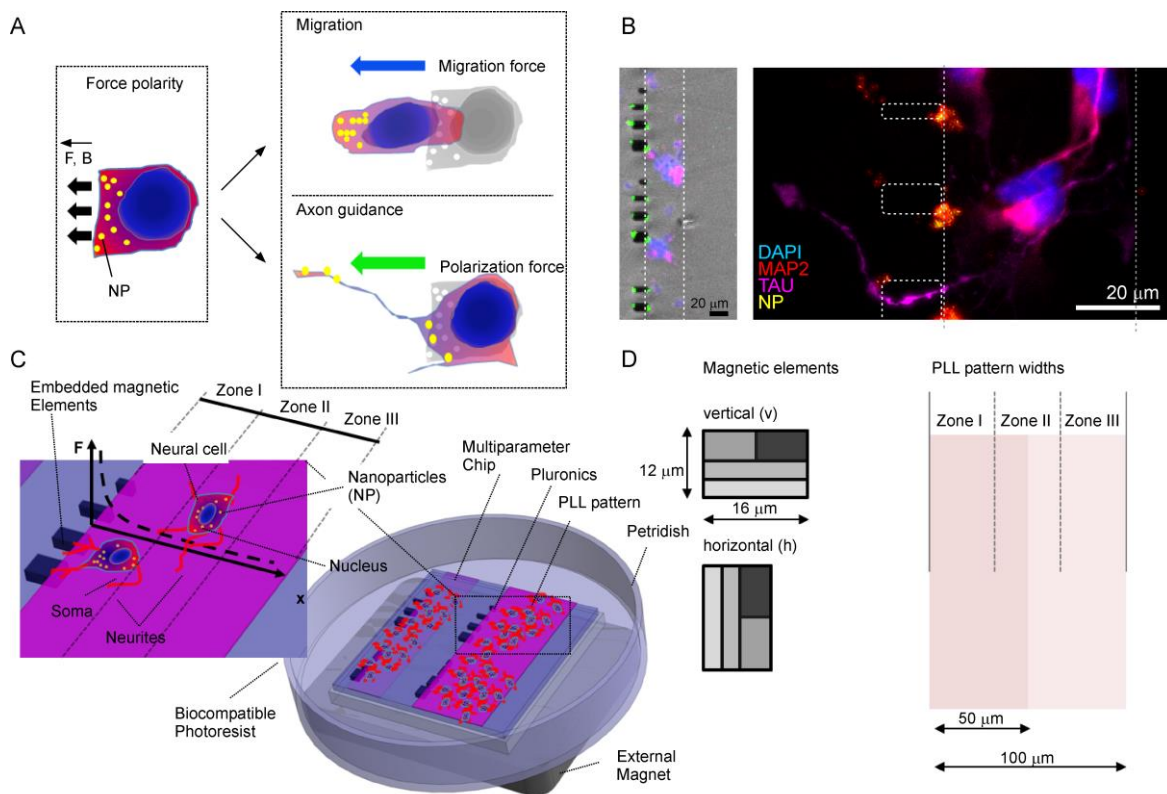 A
Migration
Migration force
Force polarity
F, B
NP
Axon guidance
Polarization force
B
20 μm
DAPI
MAP2
TAU
NP
20 μm
C
Embedded magnetic
Elements
Zone I
Zone II
Zone III
F
Neural cell
Nanoparticles
(NP)
Multiparameter
Chip
Pluronics
PLL pattern
Petridish
Nucleus
x
Soma
Neurites
Biocompatible
Photoresist
External
Magnet
D
Magnetic elements
vertical (v)
12 μm
16 μm
horizontal (h)
PLL pattern widths
Zone I
Zone II
Zone III
50 μm
100 μm